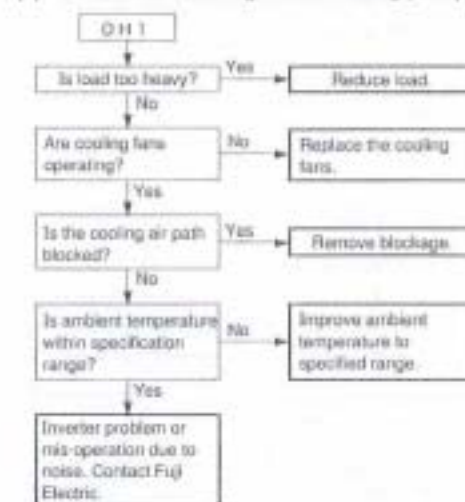 OH1
Is load too heavy?
Yes
Reduce load.
No
Are cooling fans
operating?
No
Replace the cooling
fans.
Yes
Is the cooling air path
blocked?
Yes
Remove blockage.
No
Is ambient temperature
within specification
range?
No
Improve ambient
temperature to
specified range.
Yes
Inverter problem or
mis-operation due to
noise. Contact Fuji
Electric.